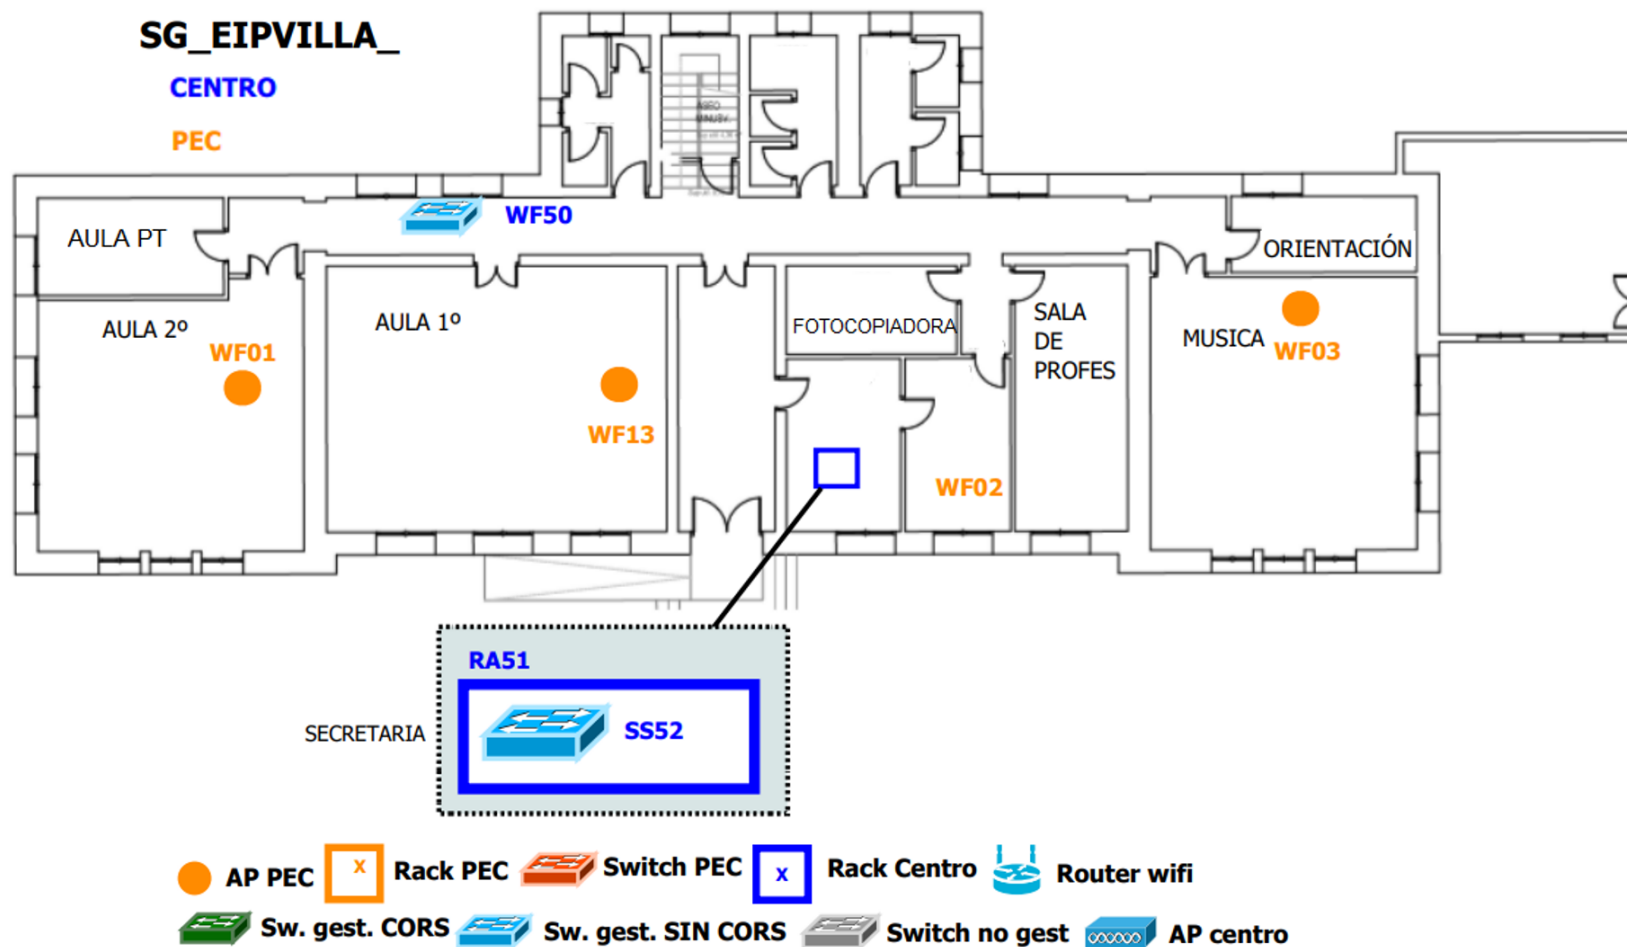 SG_EIPVILLA_
CENTRO
PEC
ASEO
WF50
AULA PT
ORIENTACIÓN
AULA 2º
AULA 1º
FOTOCOPIADORA
SALA
DE
PROFES
MUSICA
WF03
WF01
WF13
WF02
RA51
SECRETARIA
SS52
AP PEC
x
Rack PEC
Switch PEC
x
Rack Centro
Router wifi
Sw. gest. CORS
Sw. gest. SIN CORS
Switch no gest
AP centro